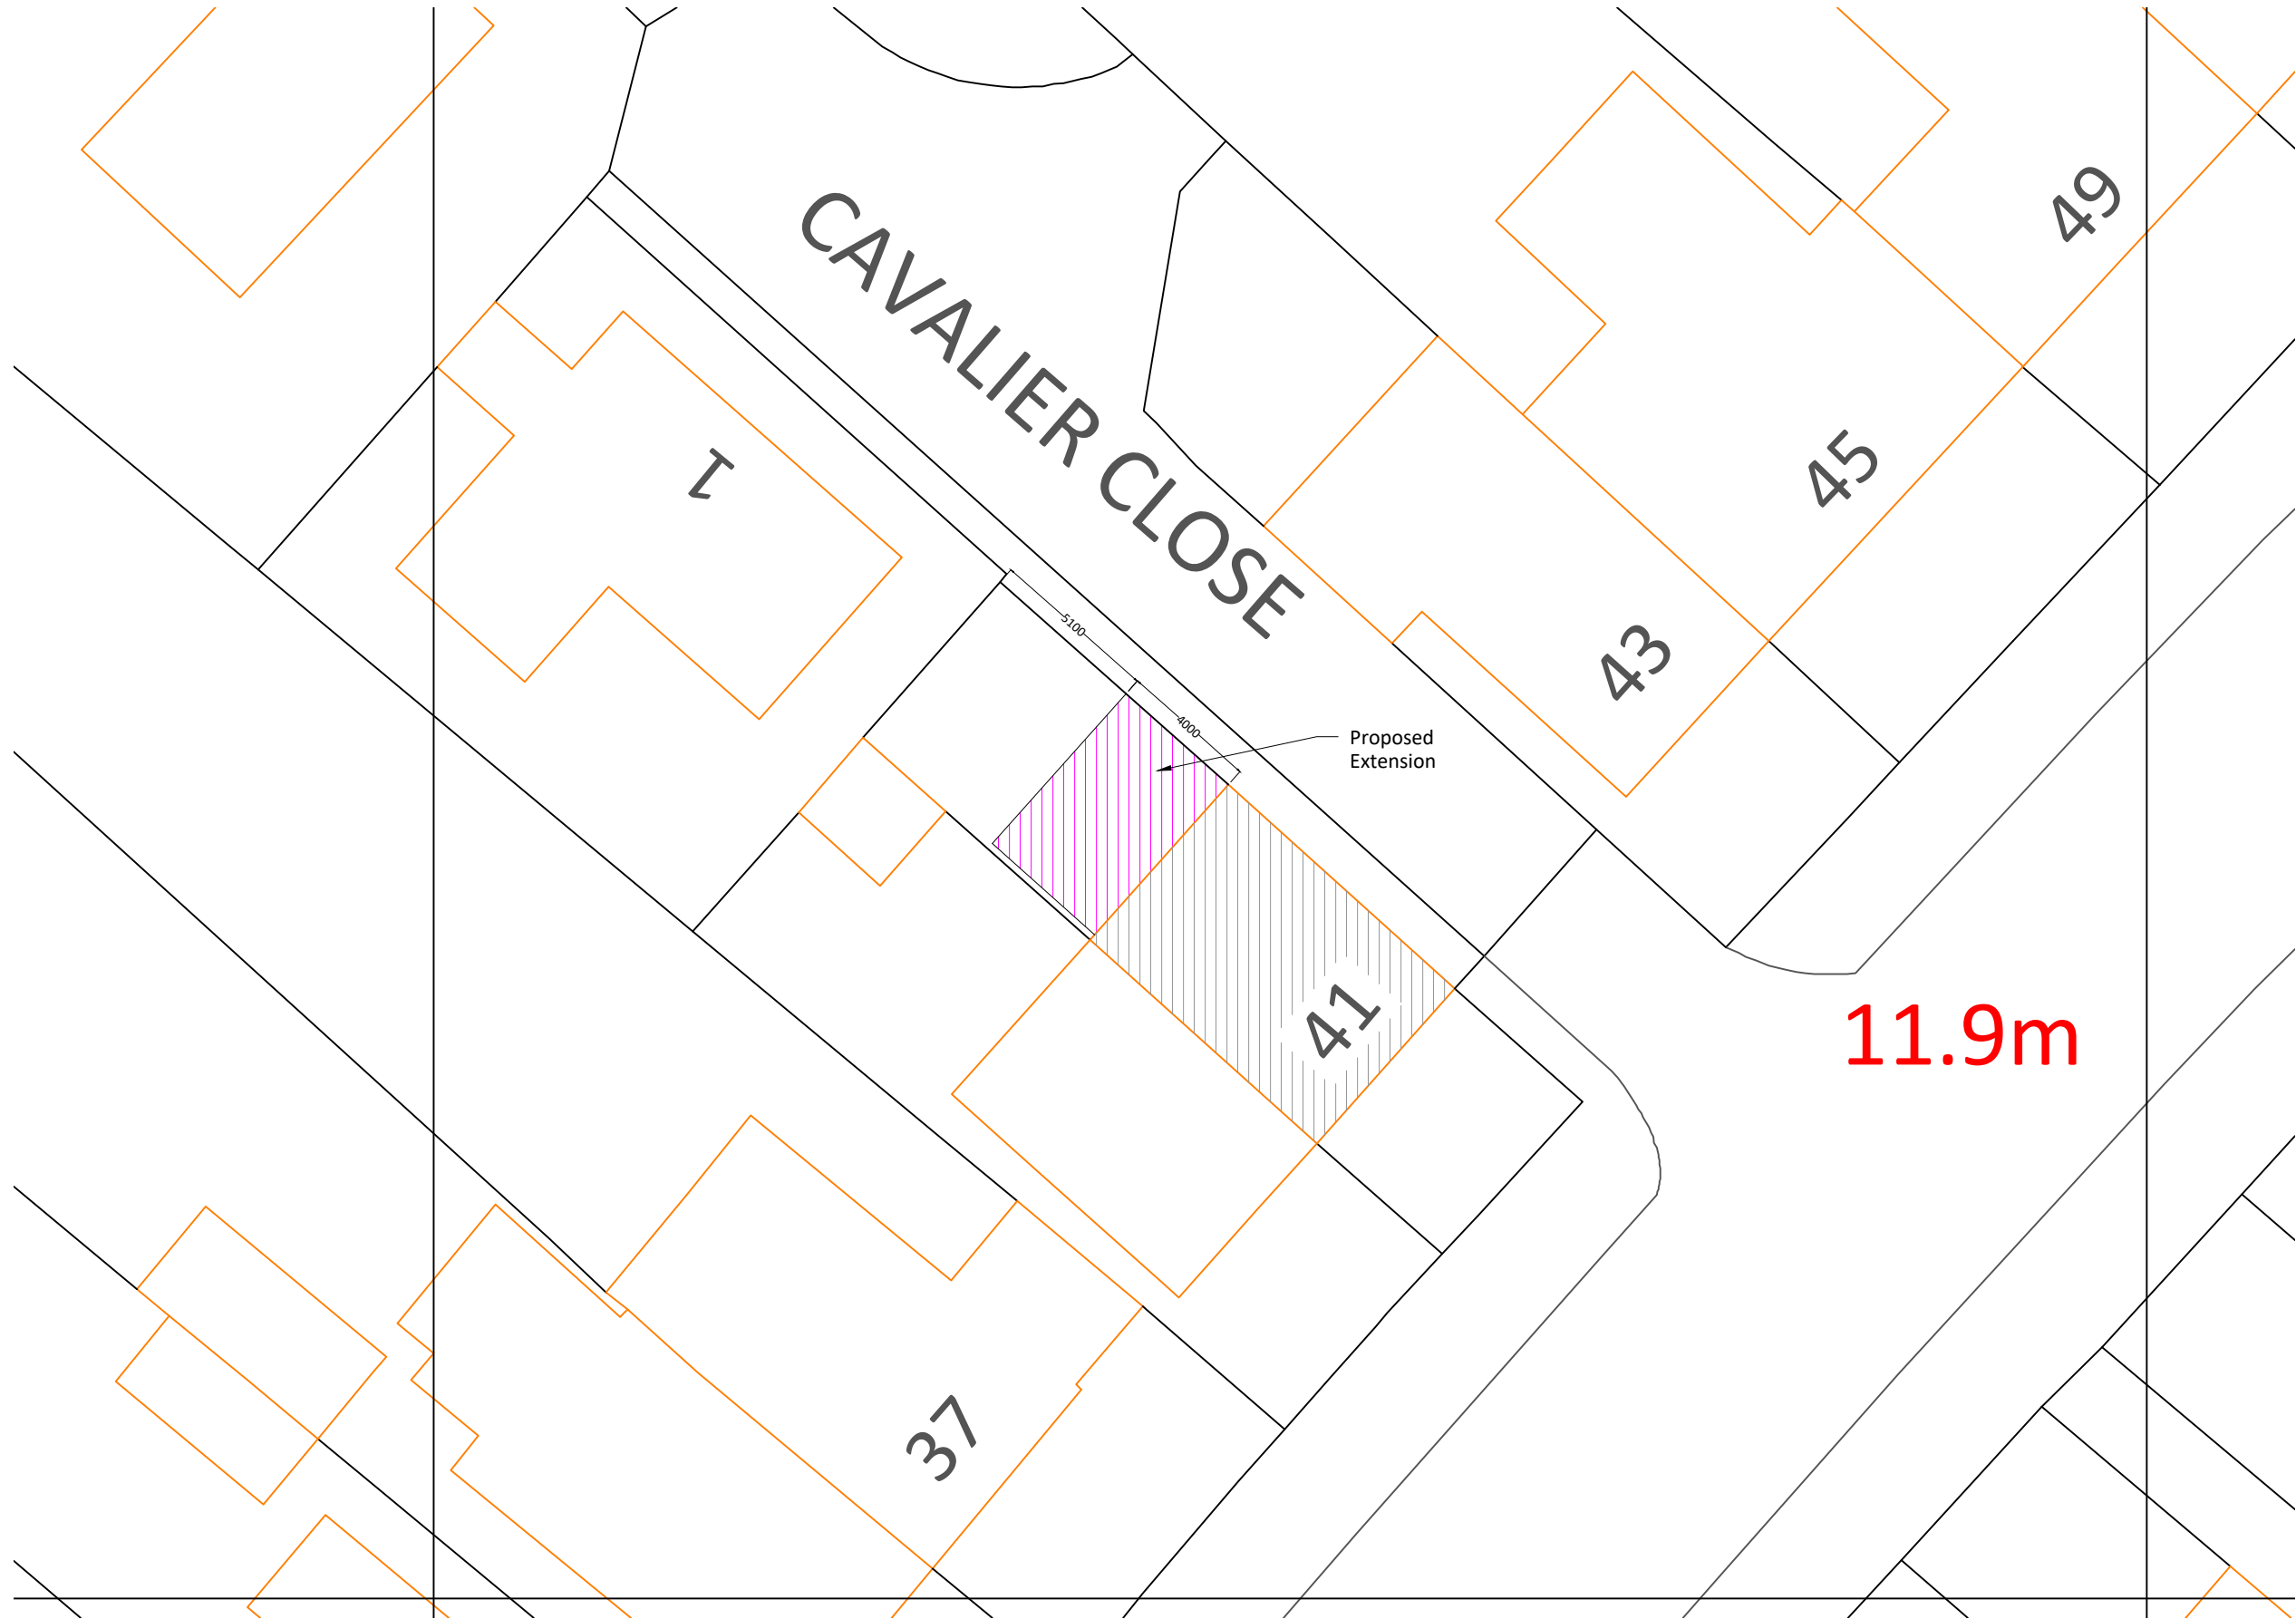 CAVALIER CLOSE
49
1
45
5100
43
4000
Proposed
Extension
41
11.9m
37